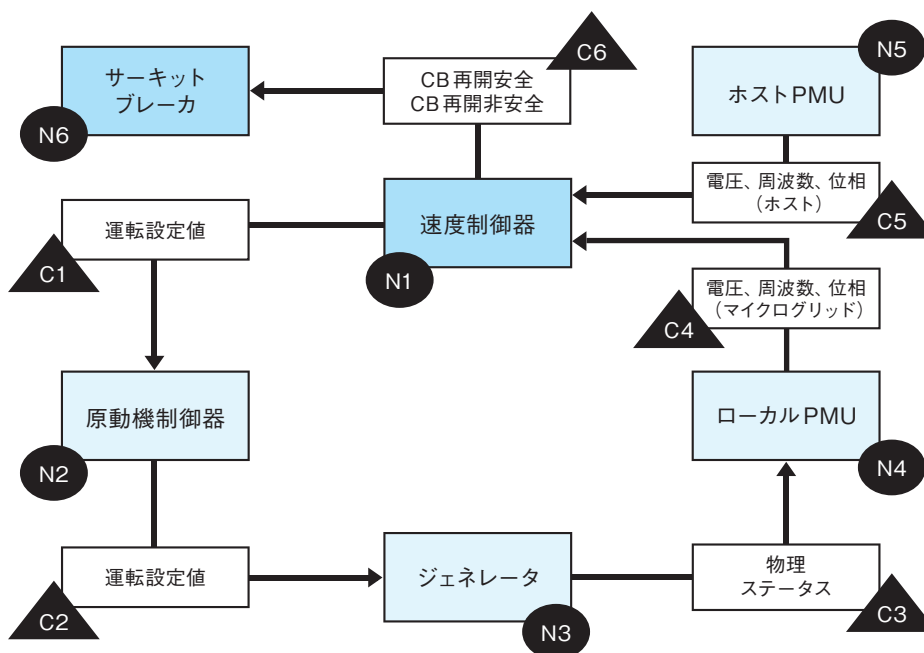 サーキット
ブレーカ
N6
CB再開安全
CB再開非安全
C6
ホストPMU
N5
電圧、周波数、位相
(ホスト)
C5
速度制御器
N1
運転設定値
C1
電圧、周波数、位相
(マイクログリッド)
C4
原動機制御器
N2
ローカルPMU
N4
運転設定値
C2
ジェネレータ
N3
物理
ステータス
C3